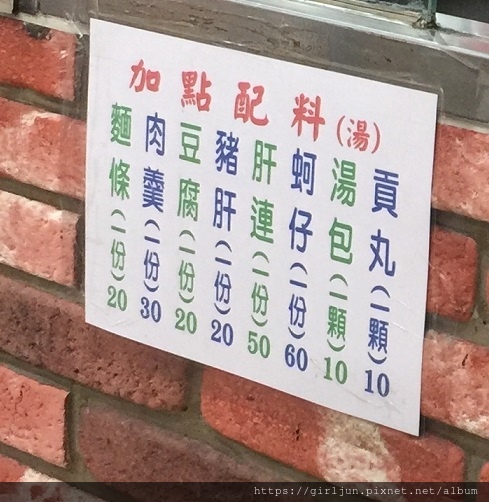 加點配料(湯)
貢丸(一顆)10
湯包(一顆)10
蚵仔(一份)60
肝連(一份)50
豬肝(一份)20
豆腐(一份)20
肉羹(一份)30
麵條(一份)20
https://girljun.pixnet.net/album